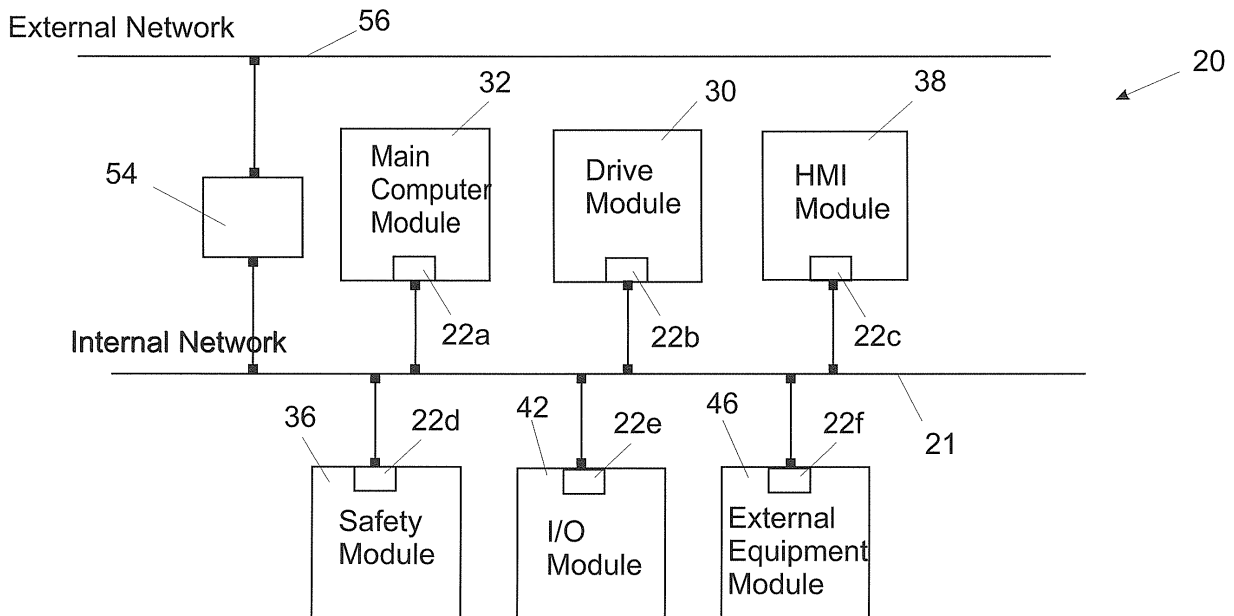 External Network
56
20
32
30
38
54
Main
Computer
Module
Drive
Module
HMI
Module
22a
22b
22c
Internal Network
21
36
22d
42
22e
46
22f
Safety
Module
I/O
Module
External
Equipment
Module